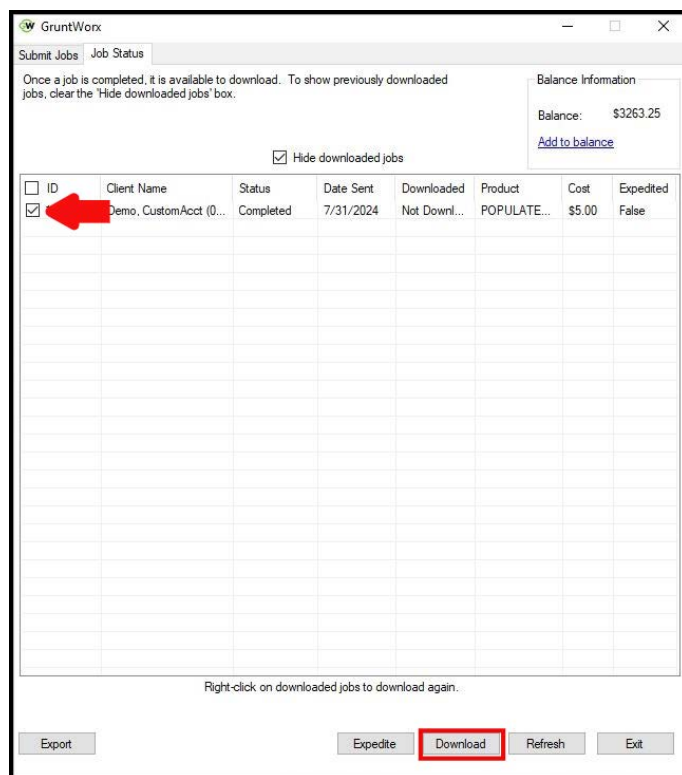 GruntWorx
Submit Jobs Job Status
Once a job is completed, it is available to download. To show previously downloaded
jobs, clear the 'Hide downloaded jobs' box.
Balance Information
Balance: $3263.25
Add to balance
Hide downloaded jobs
ID Client Name Status Date Sent Downloaded Product Cost Expedited
Demo, CustomAcct (0... Completed 7/31/2024 Not Downl... POPULATE... $5.00 False
Right-click on downloaded jobs to download again.
Export Expedite Download Refresh Exit